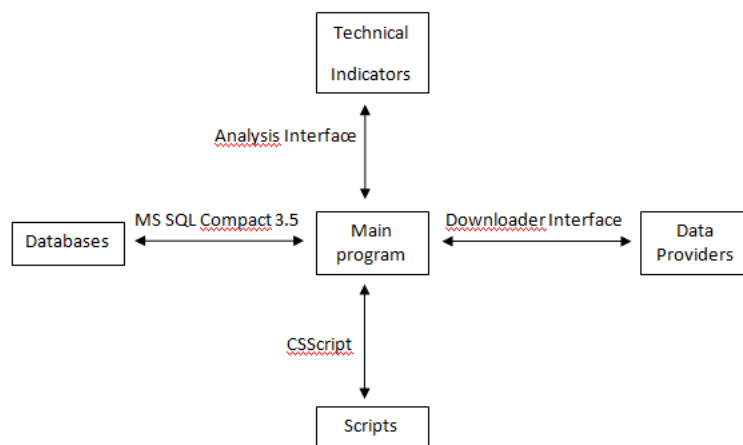 Technical
Indicators
Analysis Interface
MS SQL Compact 3.5
Downloader Interface
Databases
Main
program
Data
Providers
CSScript
Scripts